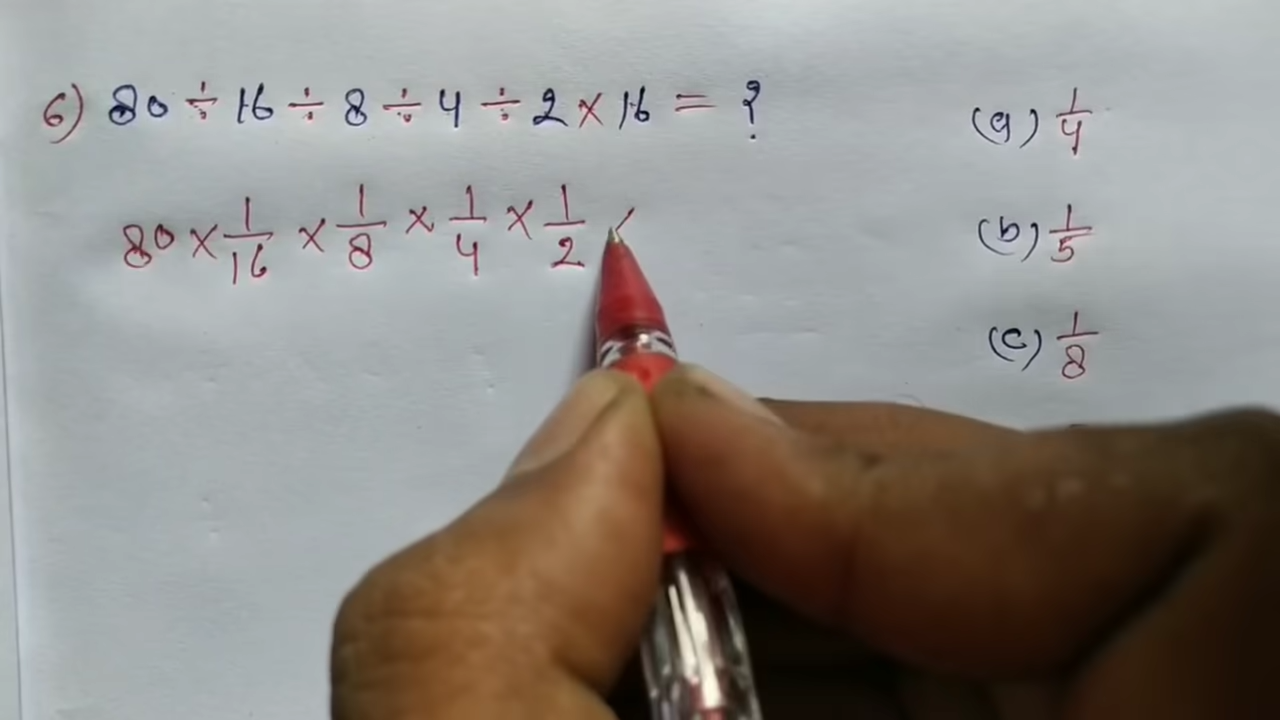 6) 80 ÷ 16 ÷ 8 ÷ 4 ÷ 2 × 16 = ?
80 × 1/16 × 1/8 × 1/4 × 1/2
(a) 1/4
(b) 1/5
(c) 1/8